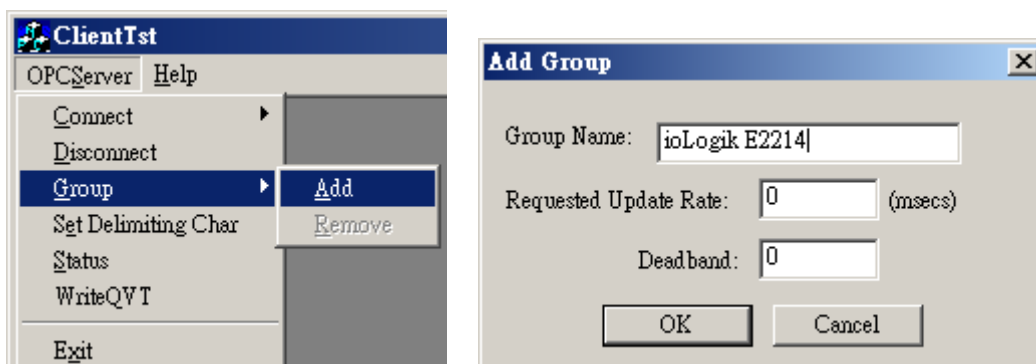 ClientTst
OPCServer Help
Connect
Disconnect
Group
Add
Set Delimiting Char
Remove
Status
WriteQVT
Exit
Add Group
Group Name: ioLogik E2214
Requested Update Rate: 0 (msecs)
Deadband: 0
OK Cancel